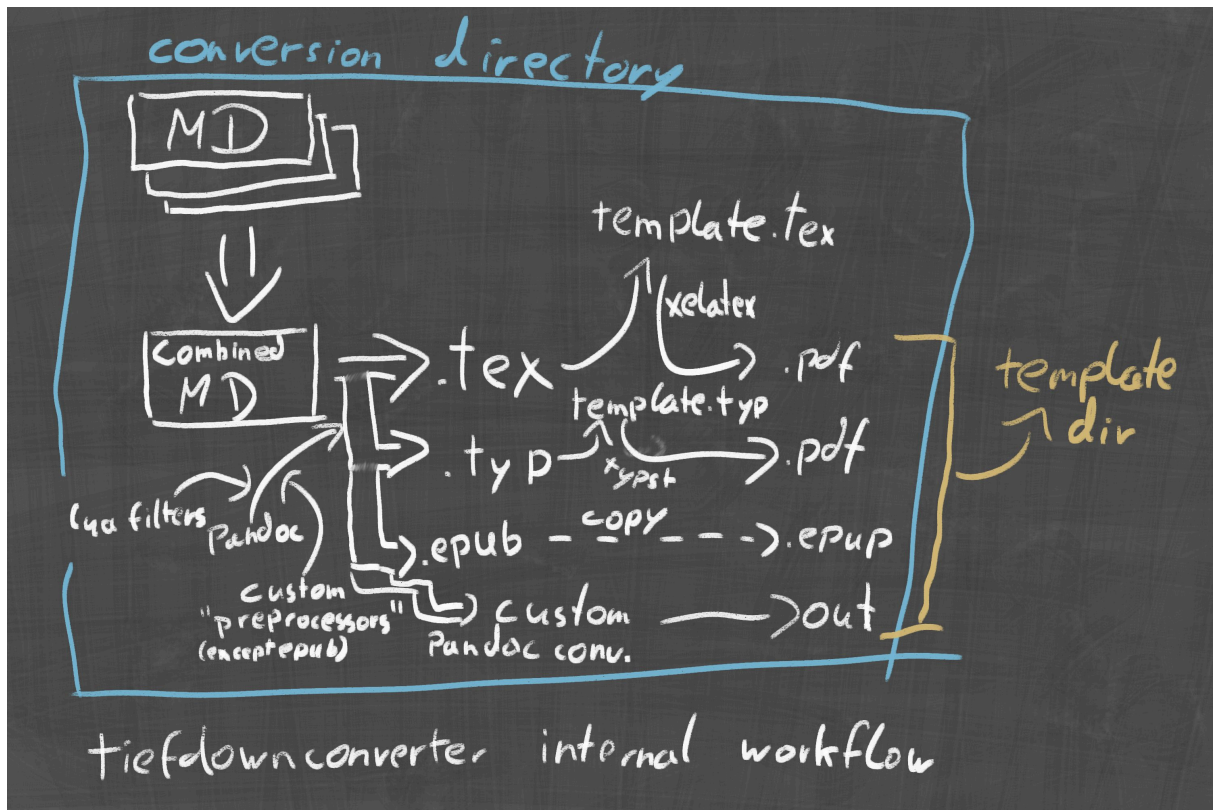 conversion directory
MD
template.tex
xelatex
Combined
MD
.tex
.pdf
template.typ
template
dir
.typ
typst
.pdf
lua filters
Pandoc
.epub
copy
.epup
custom
"preprocessors"
(except epub)
custom
Pandoc conv.
out
tiefdownconverter internal workflow